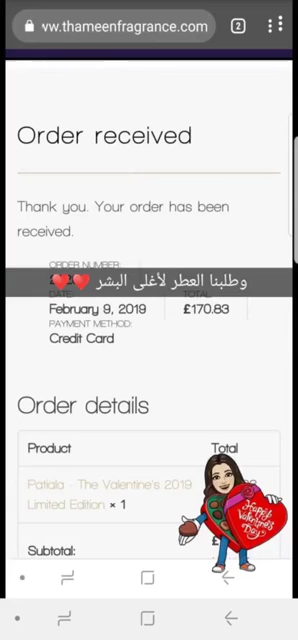 ww.thameenfragrance.com
2
Order received
Thank you. Your order has been
received.
ORDER NUMBER:
وطلبنا العطر لأغلى البشر ❤️❤️
DATE:
TOTAL:
February 9, 2019
£170.83
PAYMENT METHOD:
Credit Card
Order details
Product
Total
Patiala - The Valentine's 2019
Limited Edition × 1
Happy
Valentine's
Day
Subtotal:
£